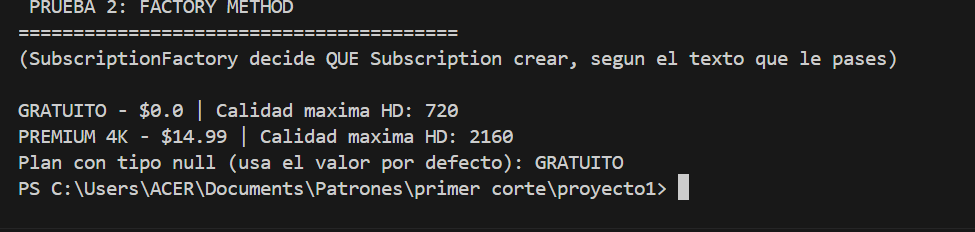 PRUEBA 2: FACTORY METHOD
========================================
(SubscriptionFactory decide QUE Subscription crear, segun el texto que le pases)
GRATUITO - $0.0 | Calidad maxima HD: 720
PREMIUM 4K - $14.99 | Calidad maxima HD: 2160
Plan con tipo null (usa el valor por defecto): GRATUITO
PS C:\Users\ACER\Documents\Patrones\primer corte\proyecto1>